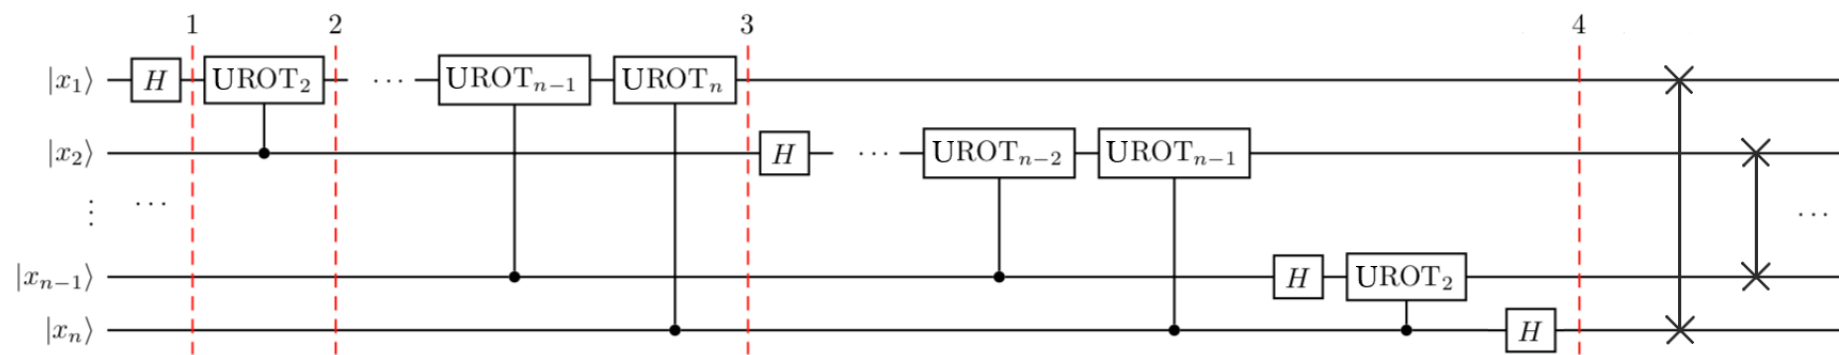 1 2 3 4
|x₁⟩ H UROT₂ ··· UROTₙ₋₁ UROTₙ
|x₂⟩ H ··· UROTₙ₋₂ UROTₙ₋₁
⋮ ··· ···
|xₙ₋₁⟩ H UROT₂
|xₙ⟩ H